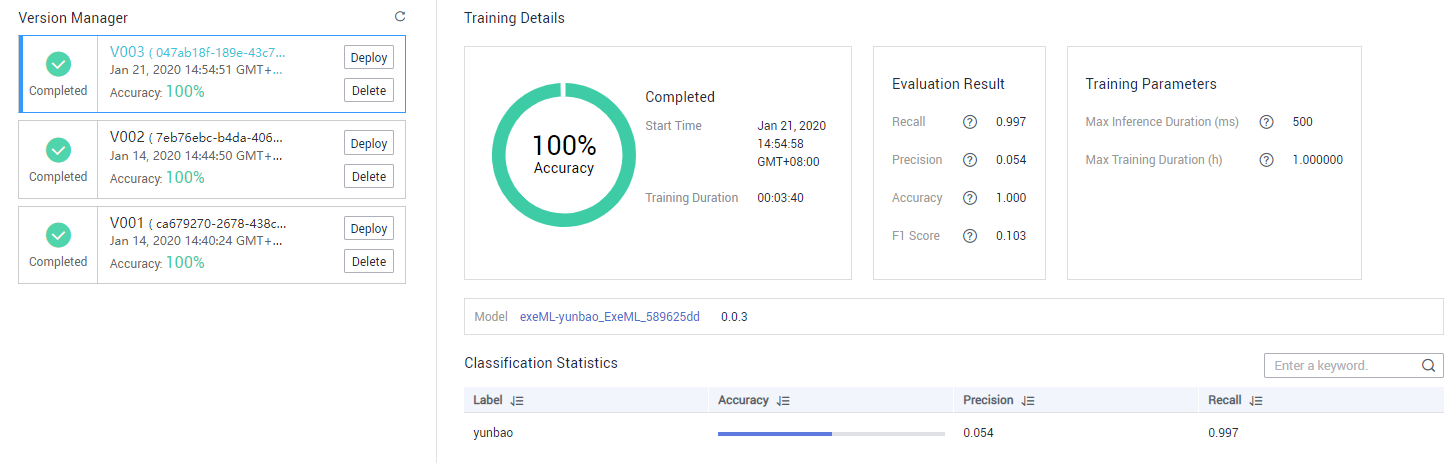 Version Manager
Completed
V003 ( 047ab18f-189e-43c7...
Jan 21, 2020 14:54:51 GMT+...
Accuracy: 100%
Deploy
Delete
Completed
V002 ( 7eb76ebc-b4da-406...
Jan 14, 2020 14:44:50 GMT+...
Accuracy: 100%
Deploy
Delete
Completed
V001 ( ca679270-2678-438c...
Jan 14, 2020 14:40:24 GMT+...
Accuracy: 100%
Deploy
Delete
Training Details
100%
Accuracy
Completed
Start Time Jan 21, 2020
14:54:58
GMT+08:00
Training Duration 00:03:40
Evaluation Result
Recall ? 0.997
Precision ? 0.054
Accuracy ? 1.000
F1 Score ? 0.103
Training Parameters
Max Inference Duration (ms) ? 500
Max Training Duration (h) ? 1.000000
Model exeML-yunbao_ExeML_589625dd 0.0.3
Classification Statistics
Enter a keyword.
Label Accuracy Precision Recall
yunbao 0.054 0.997